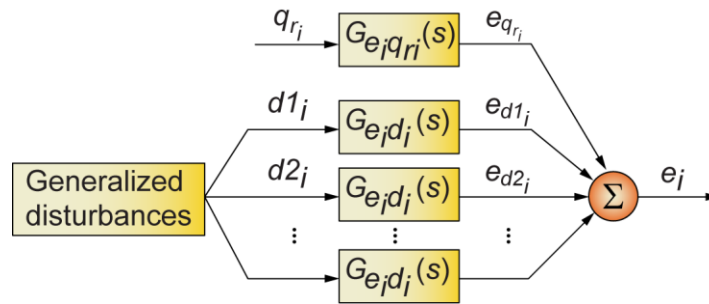 q_{r_i} G_{e_i q_{ri}}(s) e_{q_{r_i}}
d1_i G_{e_i d_i}(s) e_{d1_i}
Generalized
disturbances
d2_i G_{e_i d_i}(s) e_{d2_i}
Σ e_i
... ... ...
G_{e_i d_i}(s)